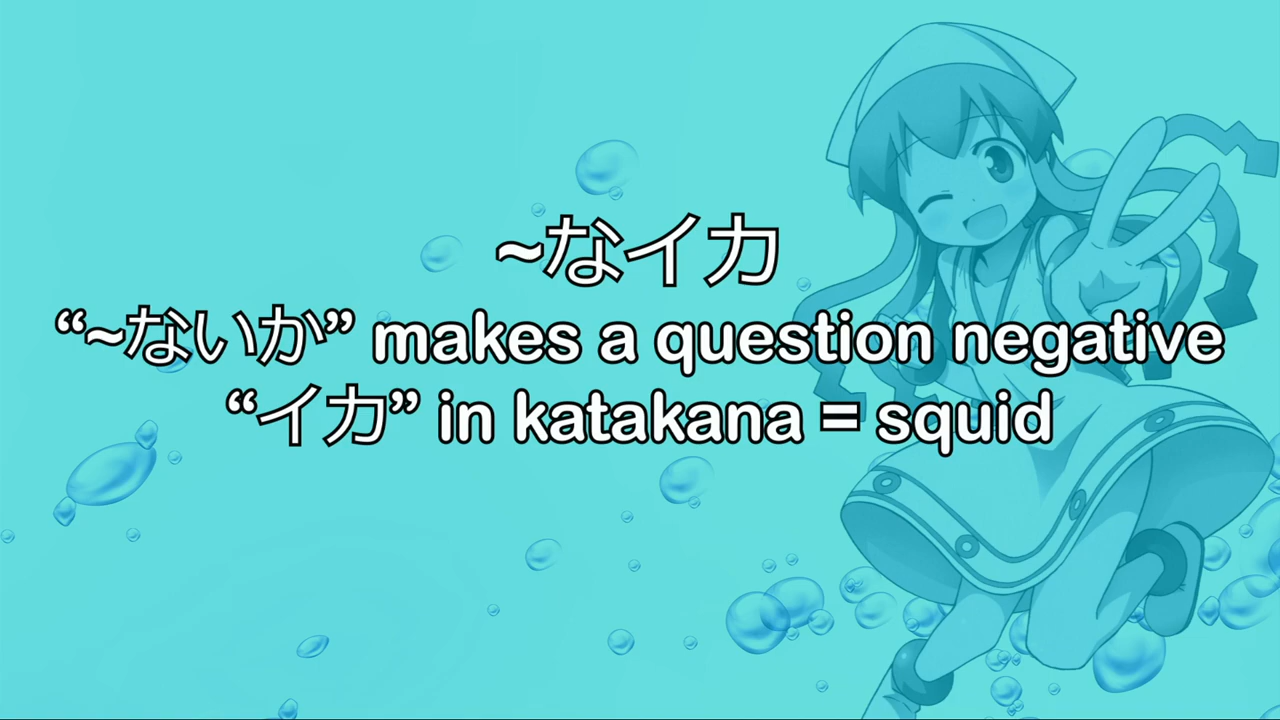 ~なイカ
“~ないか” makes a question negative
“イカ” in katakana = squid